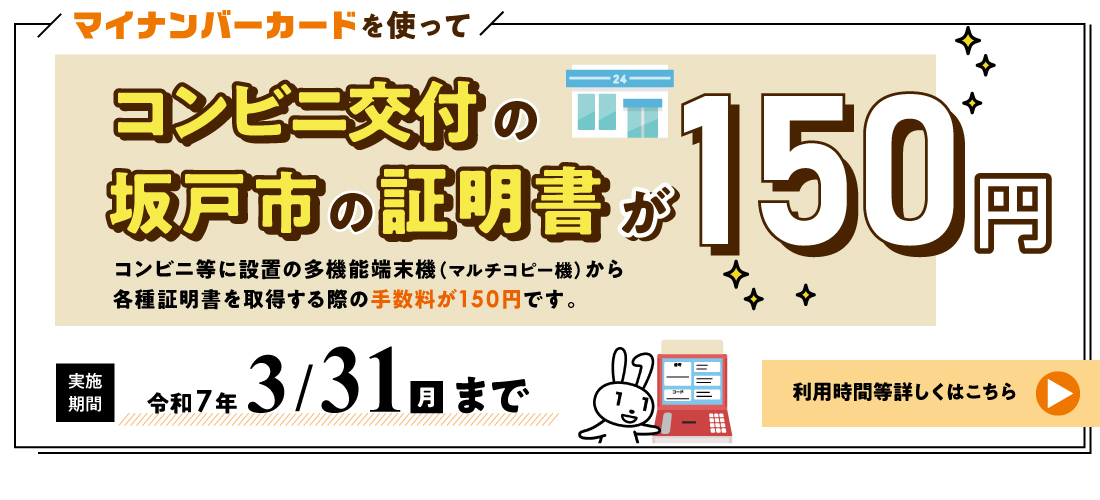 マイナンバーカードを使って
コンビニ交付の
24
坂戸市の証明書が
150円
コンビニ等に設置の多機能端末機（マルチコピー機）から
各種証明書を取得する際の手数料が150円です。
実施
期間
令和7年 3/31月まで
利用時間等詳しくはこちら